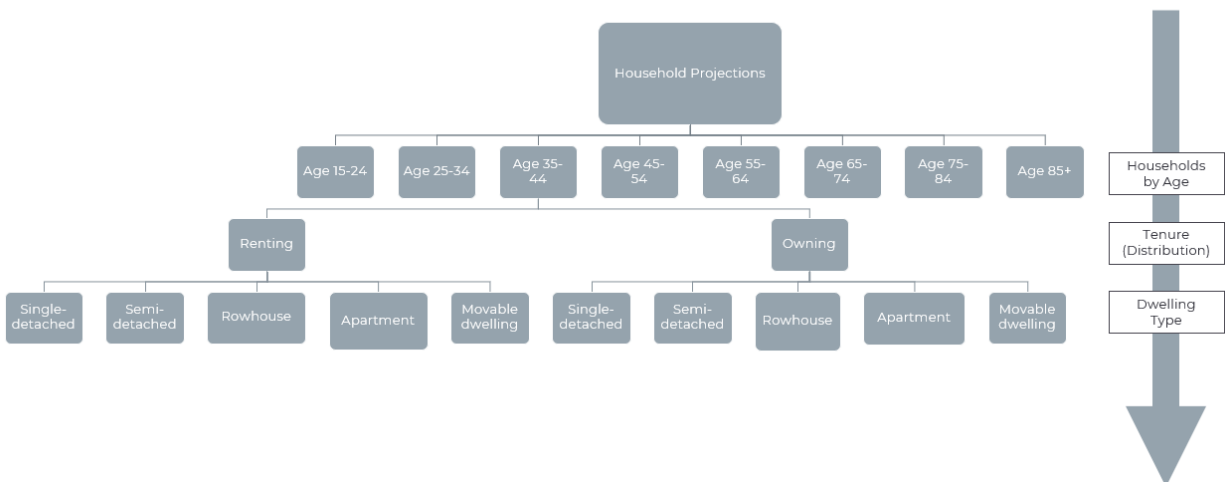 Household Projections
Age 15-24
Age 25-34
Age 35-
44
Age 45-
54
Age 55-
64
Age 65-
74
Age 75-
84
Age 85+
Households
by Age
Renting
Owning
Tenure
(Distribution)
Single-
detached
Semi-
detached
Rowhouse
Apartment
Movable
dwelling
Single-
detached
Semi-
detached
Rowhouse
Apartment
Movable
dwelling
Dwelling
Type